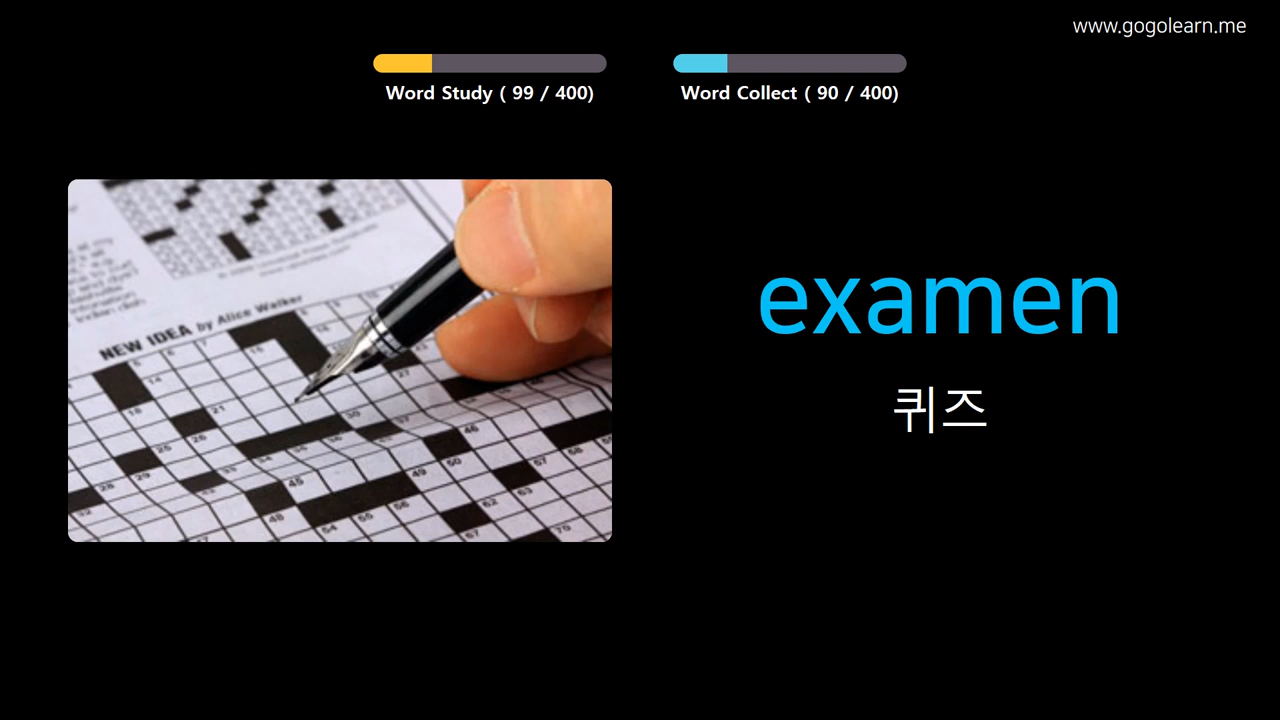 www.gogolearn.me
Word Study ( 99 / 400)
Word Collect ( 90 / 400)
NEW IDEA by Alice Walker
examen
퀴즈